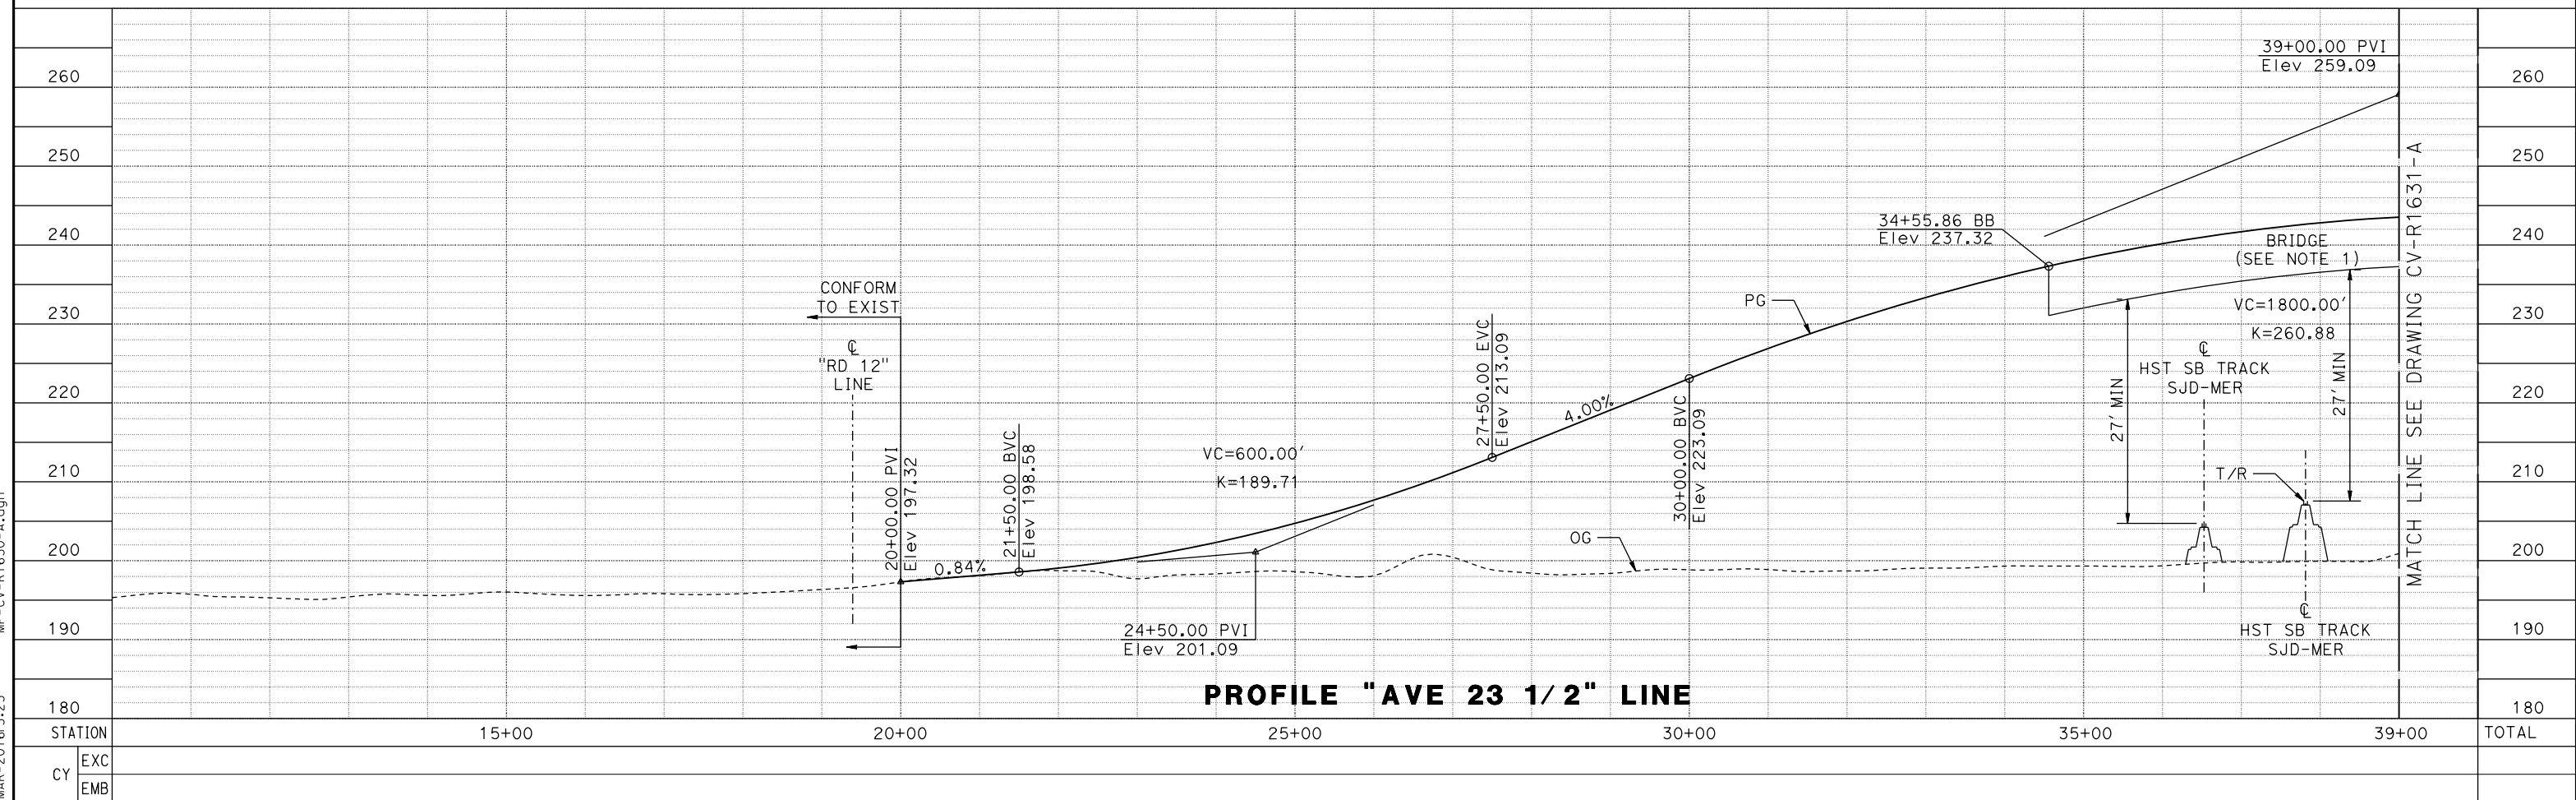 39+00.00 PVI
Elev 259.09
260
260
250
250
240
240
230
230
220
220
210
210
200
200
190
190
180
180
34+55.86 BB
Elev 237.32
BRIDGE
(SEE NOTE 1)
VC=1800.00'
K=260.88
CONFORM
TO EXIST
℄
"RD 12"
LINE
PG
℄
HST SB TRACK
SJD-MER
27' MIN
27' MIN
T/R
20+00.00 PVI
Elev 197.32
0.84%
21+50.00 BVC
Elev 198.58
VC=600.00'
K=189.71
27+50.00 EVC
Elev 213.09
4.00%
30+00.00 BVC
Elev 223.09
OG
24+50.00 PVI
Elev 201.09
℄
HST SB TRACK
SJD-MER
MATCH LINE SEE DRAWING CV-R1631-A
PROFILE "AVE 23 1/2" LINE
STATION
15+00
20+00
25+00
30+00
35+00
39+00
TOTAL
CY
EXC
EMB